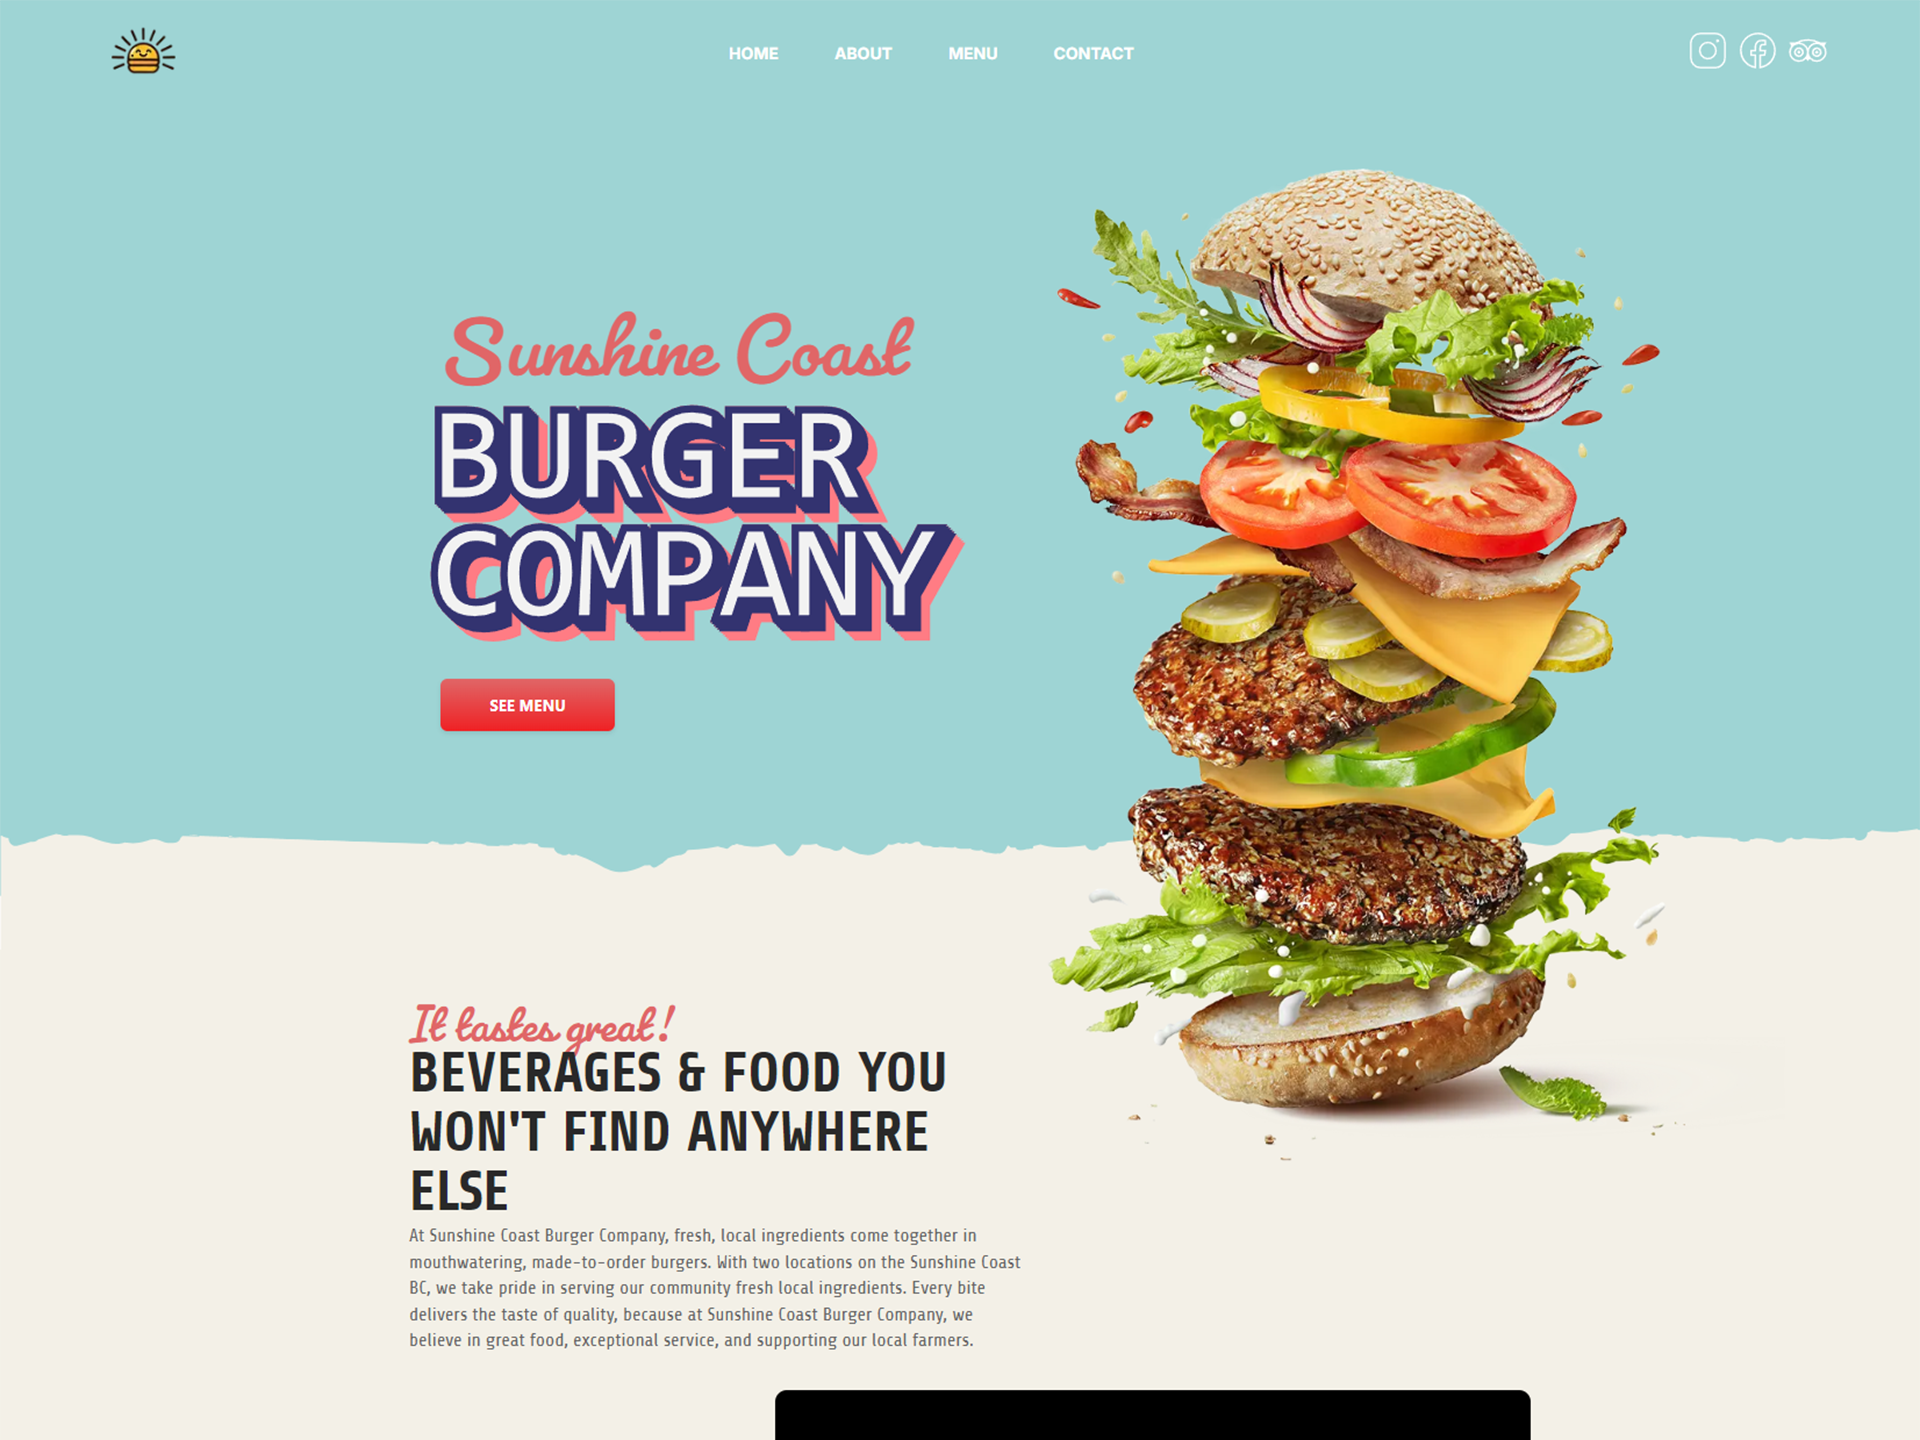 HOME ABOUT MENU CONTACT
Sunshine Coast
BURGER
COMPANY
SEE MENU
It tastes great!
BEVERAGES & FOOD YOU
WON'T FIND ANYWHERE
ELSE
At Sunshine Coast Burger Company, fresh, local ingredients come together in
mouthwatering, made-to-order burgers. With two locations on the Sunshine Coast
BC, we take pride in serving our community fresh local ingredients. Every bite
delivers the taste of quality, because at Sunshine Coast Burger Company, we
believe in great food, exceptional service, and supporting our local farmers.